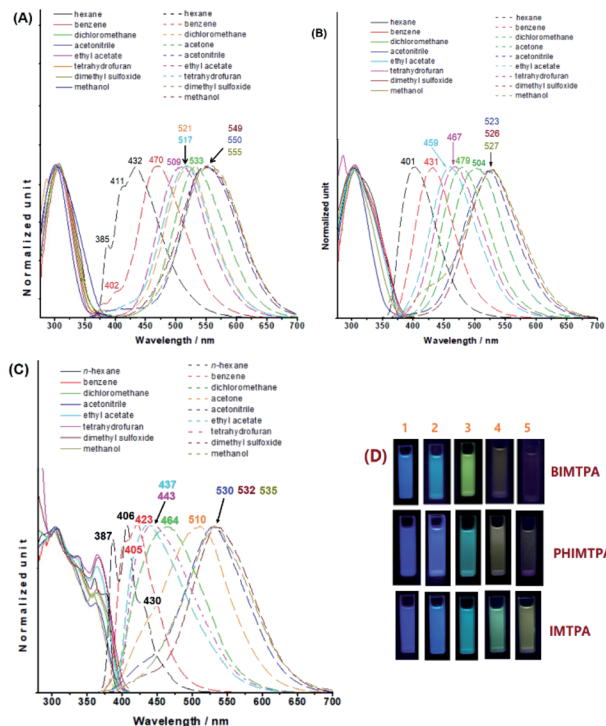 (A)
hexane
benzene
dichloromethane
acetonitrile
ethyl acetate
tetrahydrofuran
dimethyl sulfoxide
methanol
hexane
benzene
dichloromethane
acetone
acetonitrile
ethyl acetate
tetrahydrofuran
dimethyl sulfoxide
methanol
521
517
549
550
555
432
470
509
533
411
385
402
Normalized unit
300 350 400 450 500 550 600 650 700
Wavelength / nm
(B)
hexane
benzene
dichloromethane
acetonitrile
ethyl acetate
tetrahydrofuran
dimethyl sulfoxide
methanol
hexane
benzene
dichloromethane
acetone
acetonitrile
ethyl acetate
tetrahydrofuran
dimethyl sulfoxide
methanol
523
526
527
459
467
401
431
479
504
Normalized unit
300 350 400 450 500 550 600 650 700
Wavelength / nm
(C)
n-hexane
benzene
dichloromethane
acetonitrile
ethyl acetate
tetrahydrofuran
dimethyl sulfoxide
methanol
n-hexane
benzene
dichloromethane
acetone
acetonitrile
ethyl acetate
tetrahydrofuran
dimethyl sulfoxide
methanol
437
443
530 532 535
406
423
464
510
387
405
430
Normalized unit
300 350 400 450 500 550 600 650 700
Wavelength / nm
1 2 3 4 5
(D)
BIMTPA
PHIMTPA
IMTPA